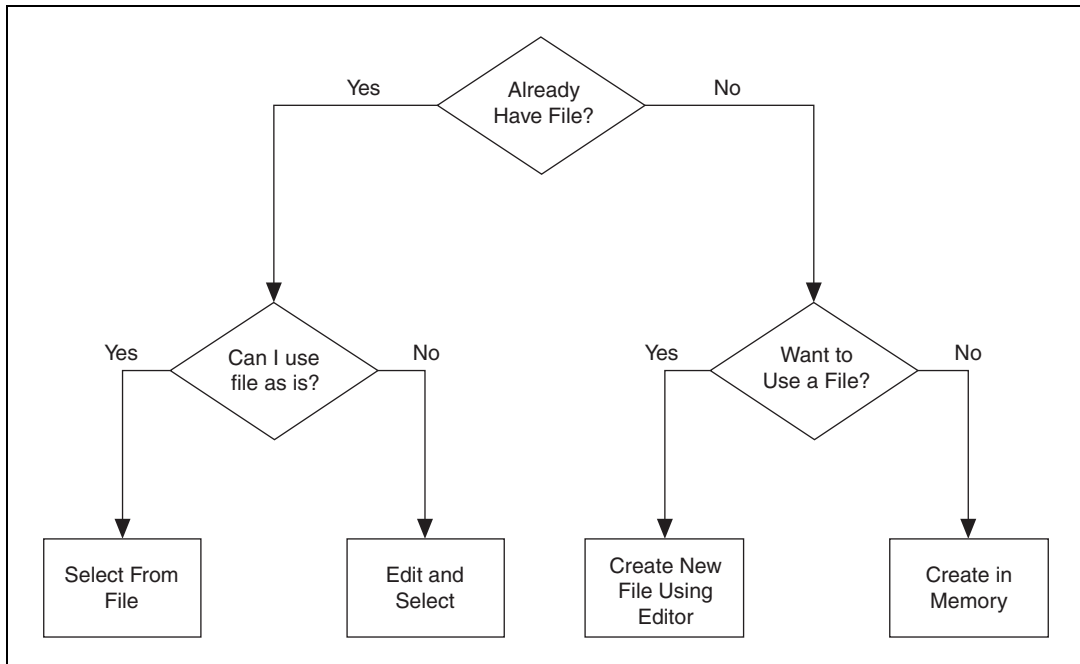 Already
Have File?
Yes
No
Can I use
file as is?
Yes
No
Want to
Use a File?
Yes
No
Select From
File
Edit and
Select
Create New
File Using
Editor
Create in
Memory